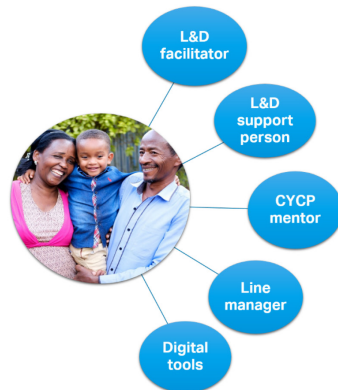 L&D
facilitator
L&D
support
person
CYCP
mentor
Line
manager
Digital
tools